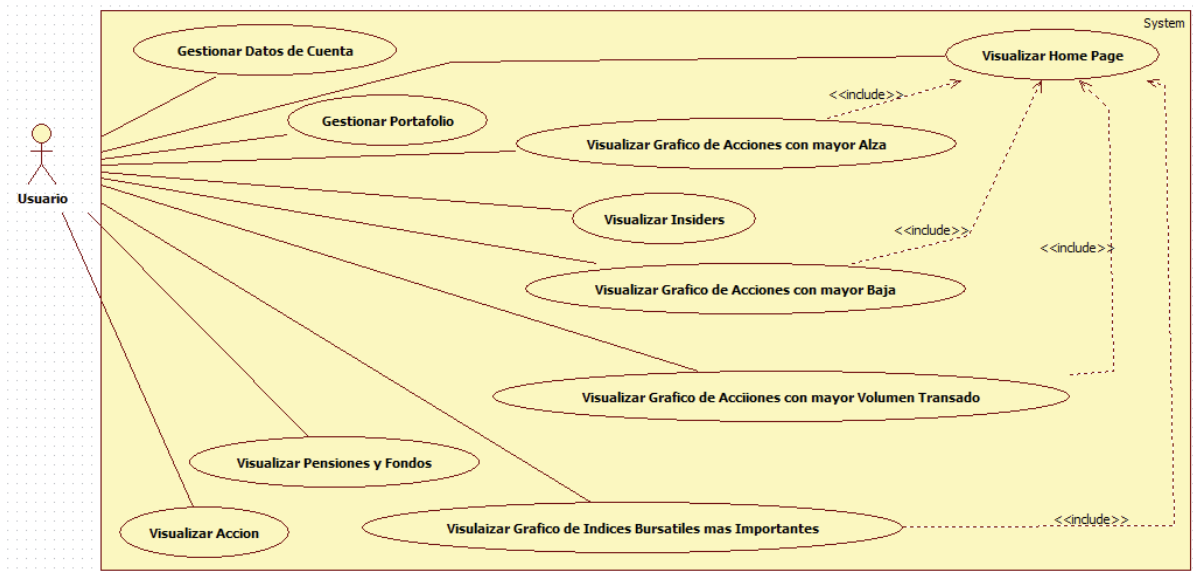 System
Gestionar Datos de Cuenta
Visualizar Home Page
<<include>>
Gestionar Portafolio
Visualizar Grafico de Acciones con mayor Alza
Usuario
Visualizar Insiders
<<include>>
<<include>>
Visualizar Grafico de Acciones con mayor Baja
Visualizar Grafico de Acciiones con mayor Volumen Transado
Visualizar Pensiones y Fondos
<<include>>
Visulaizar Grafico de Indices Bursatiles mas Importantes
Visualizar Accion